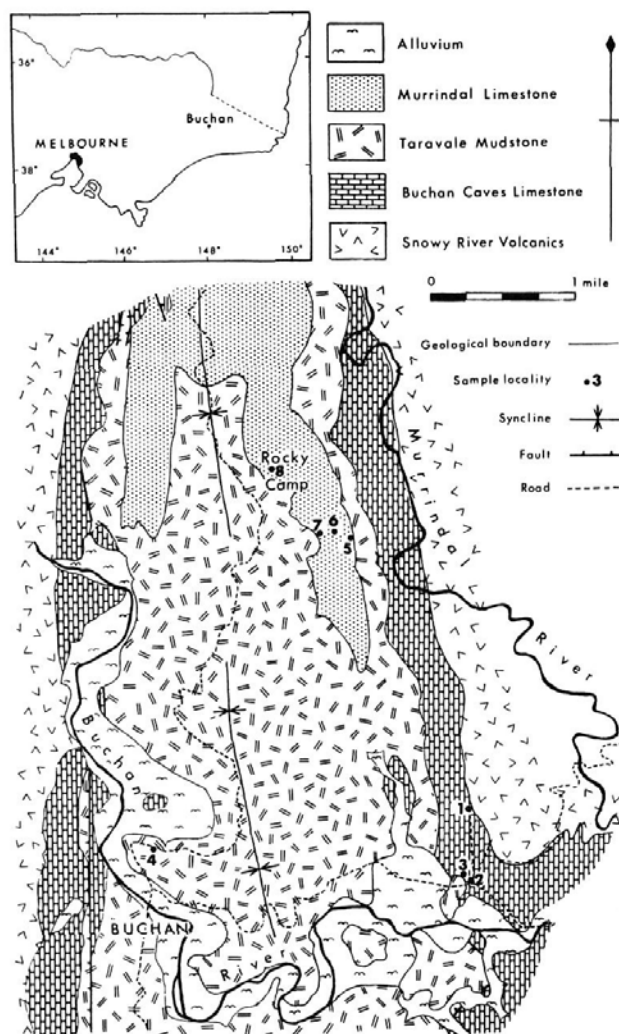 36°
38°
144°
146°
148°
150°
Buchan
MELBOURNE
Alluvium
Murrindal Limestone
Taravale Mudstone
Buchan Caves Limestone
Snowy River Volcanics
0 1 mile
Geological boundary
Sample locality •3
Syncline
Fault
Road
Murrindal
River
Rocky
8
Camp
7 6
5
Buchan
1
4
3
2
BUCHAN
River